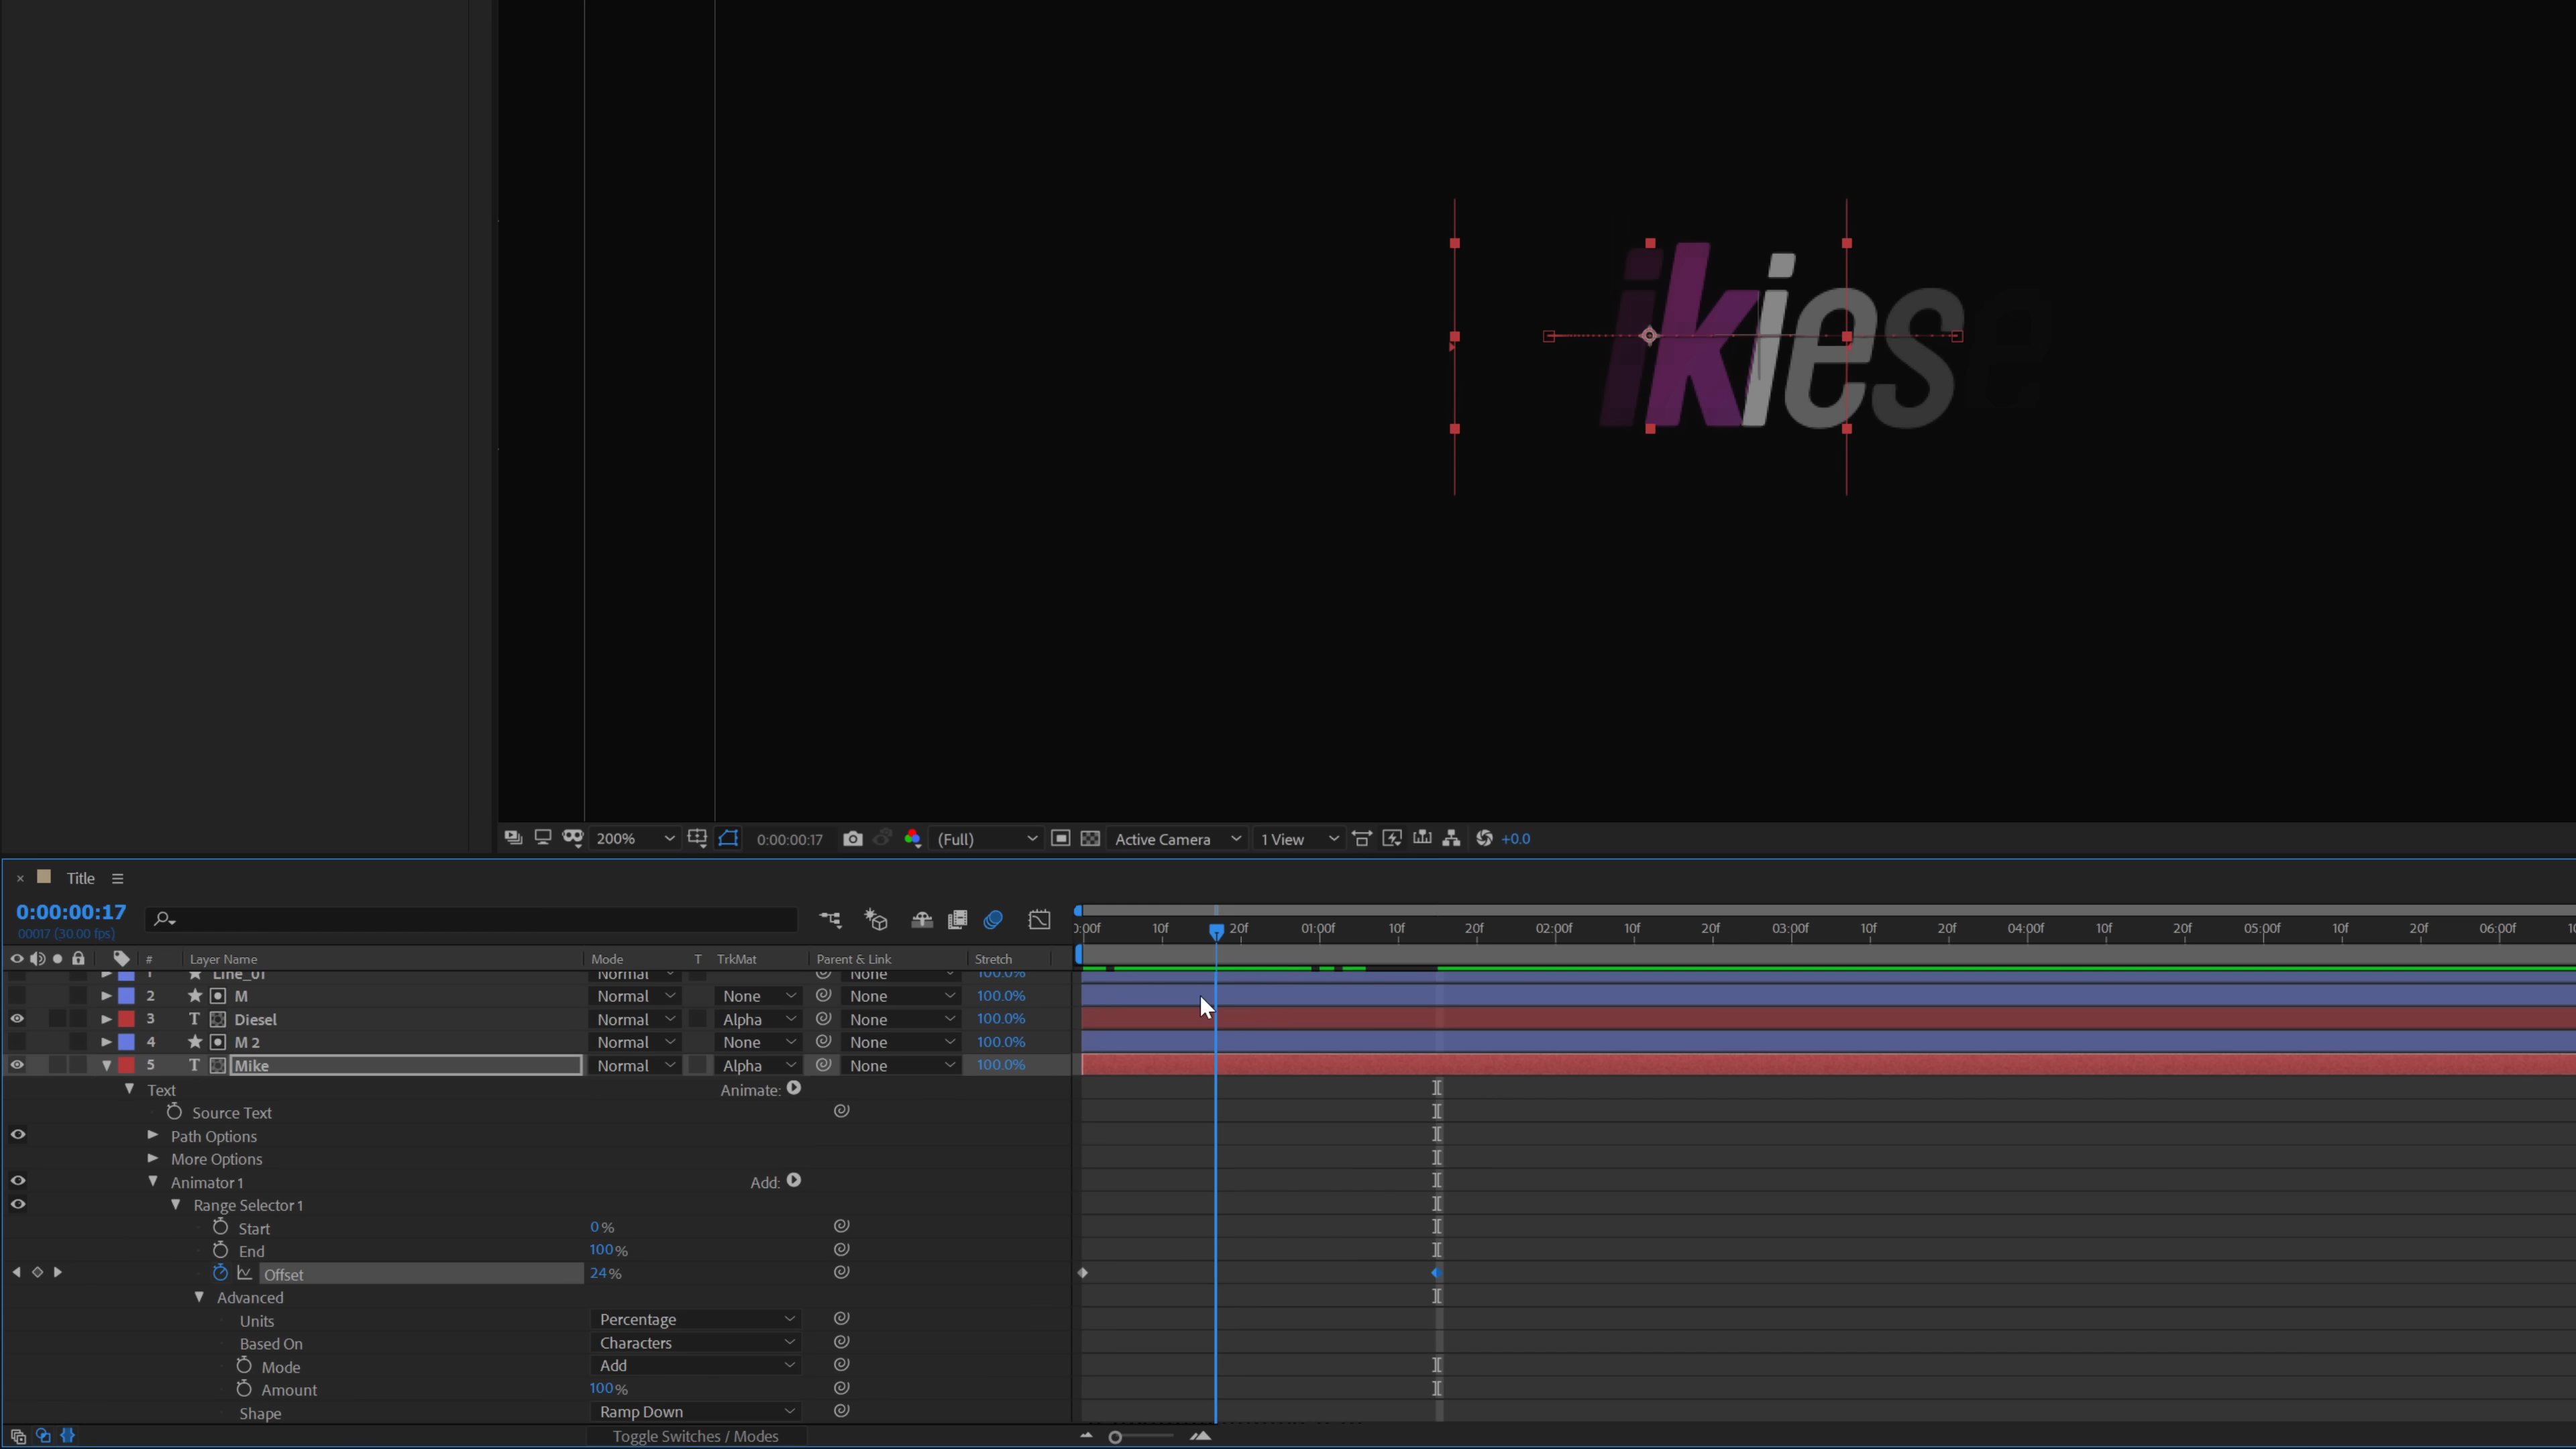 ikiese
200% 0:00:00:17 (Full) Active Camera 1 View +0.0
× Title
0:00:00:17
00017 (30.00 fps)
0:00f 10f 20f 01:00f 10f 20f 02:00f 10f 20f 03:00f 10f 20f 04:00f 10f 20f 05:00f 10f 20f 06:00f
# Layer Name Mode T TrkMat Parent & Link Stretch
1 Line_01 Normal None 100.0%
2 M Normal None None 100.0%
3 T Diesel Normal Alpha None 100.0%
4 M 2 Normal None None 100.0%
5 T Mike Normal Alpha None 100.0%
Text Animate:
Source Text
Path Options
More Options
Animator 1 Add:
Range Selector 1
Start 0%
End 100%
Offset 24%
Advanced
Units Percentage
Based On Characters
Mode Add
Amount 100%
Shape Ramp Down
Toggle Switches / Modes